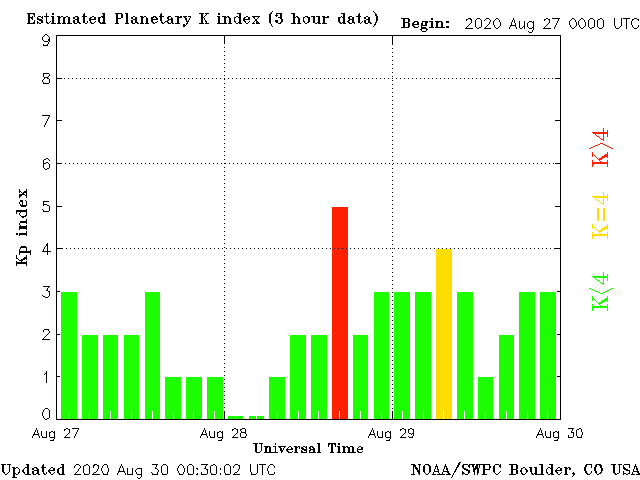 Estimated Planetary K index (3 hour data) Begin: 2020 Aug 27 0000 UTC
9
8
7
6
5
4
3
2
1
0
Kp index
K>4
K=4
K<4
Aug 27 Aug 28 Aug 29 Aug 30
Universal Time
Updated 2020 Aug 30 00:30:02 UTC NOAA/SWPC Boulder, CO USA